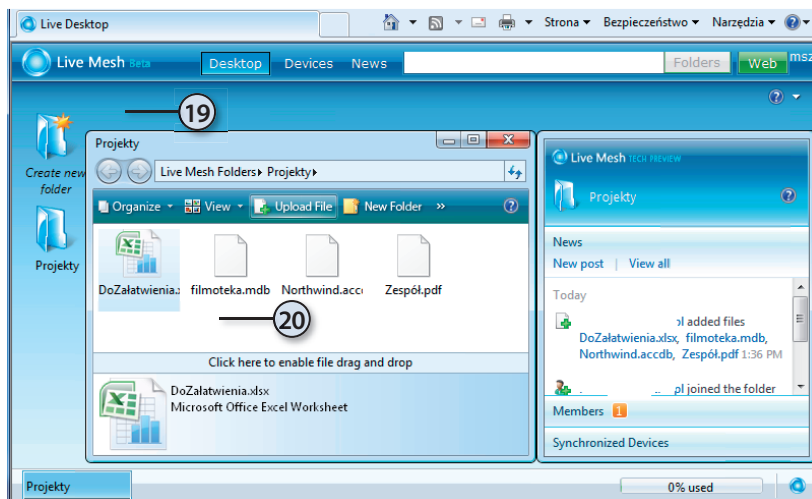 Live Desktop
Strona
Bezpieczeństwo
Narzędzia
Live Mesh Beta
Desktop
Devices
News
Folders
Web
msz
19
Create new
folder
Projekty
Projekty
Live Mesh Folders
Projekty
Organize
View
Upload File
New Folder
»
DoZałatwienia.x
filmoteka.mdb
Northwind.acc
Zespół.pdf
20
Click here to enable file drag and drop
DoZałatwienia.xlsx
Microsoft Office Excel Worksheet
Live Mesh TECH PREVIEW
Projekty
News
New post | View all
Today
added files
DoZałatwienia.xlsx, filmoteka.mdb,
Northwind.accdb, Zespół.pdf 1:36 PM
joined the folder
Members 1
Synchronized Devices
Projekty
0% used